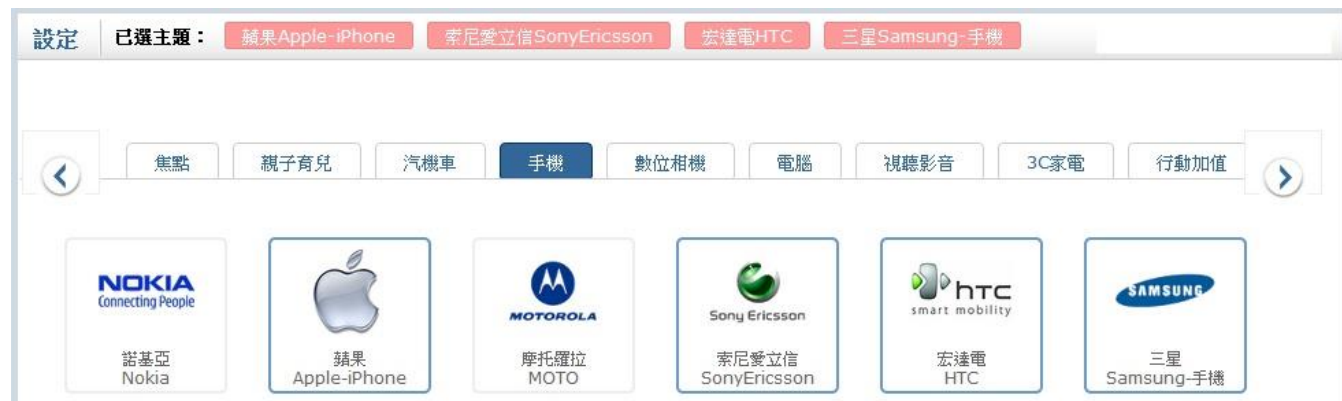 設定 已選主題： 蘋果Apple-iPhone 索尼愛立信SonyEricsson 宏達電HTC 三星Samsung-手機
焦點 親子育兒 汽機車 手機 數位相機 電腦 視聽影音 3C家電 行動加值
NOKIA
Connecting People
諾基亞
Nokia
蘋果
Apple-iPhone
MOTOROLA
摩托羅拉
MOTO
Sony Ericsson
索尼愛立信
SonyEricsson
hTC
smart mobility
宏達電
HTC
SAMSUNG
三星
Samsung-手機